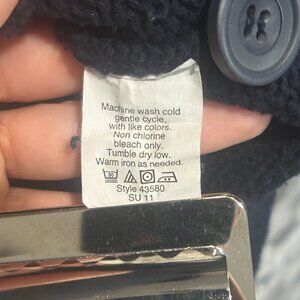 Machine wash cold
gentle cycle,
with like colors.
Non chlorine
bleach only.
Tumble dry low.
Warm iron as needed.
Style 43580
SU 11